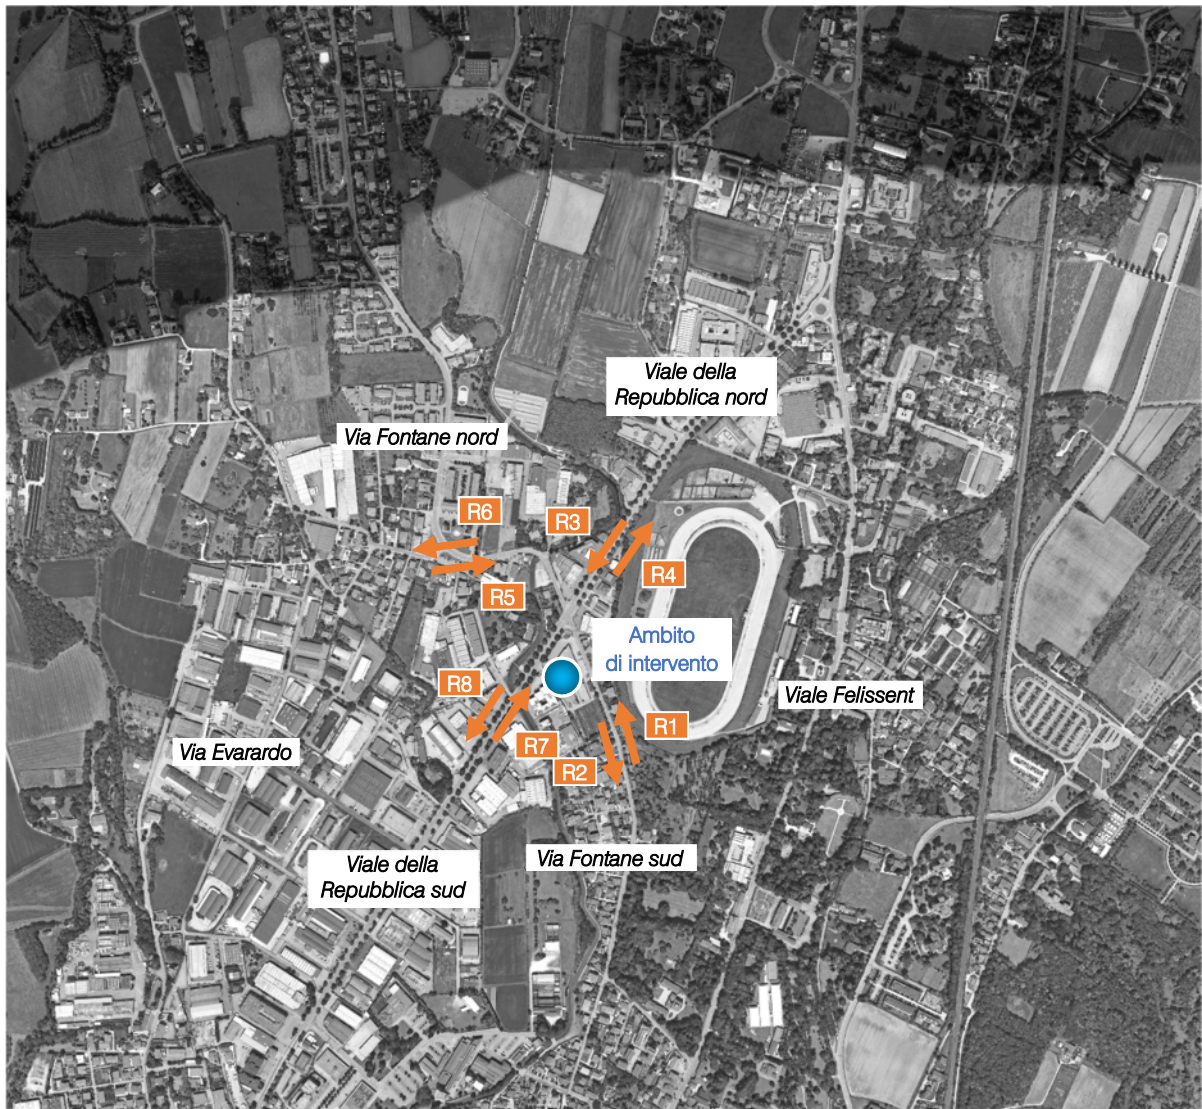 Viale della
Repubblica nord
Via Fontane nord
R6
R3
R4
R5
Ambito
di intervento
R8
Viale Felissent
R1
R7
Via Evarardo
R2
Viale della
Repubblica sud
Via Fontane sud